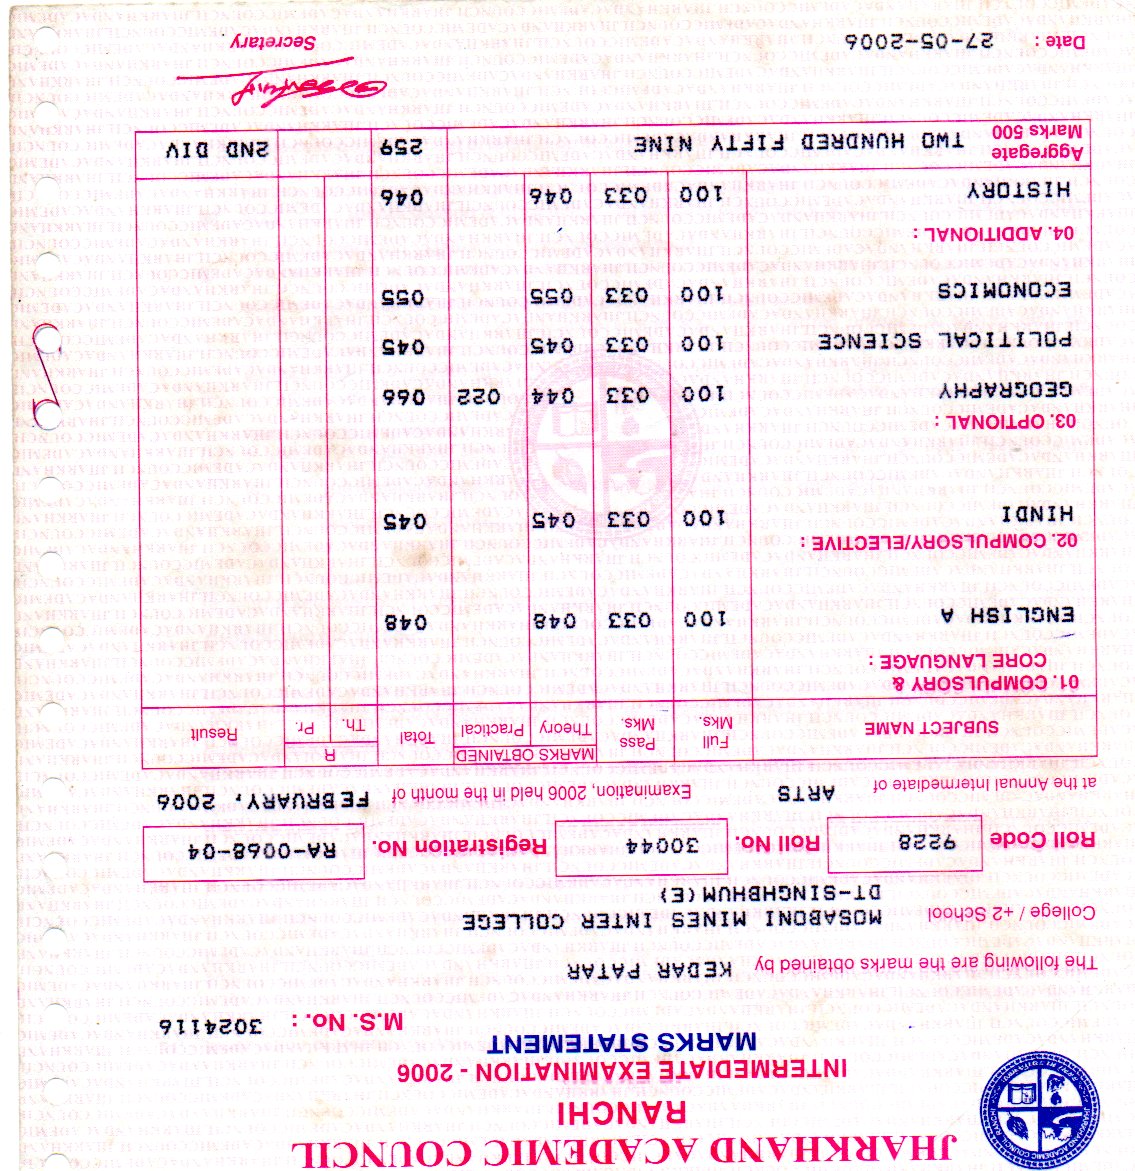 JHARKHAND ACADEMIC COUNCIL
RANCHI
INTERMEDIATE EXAMINATION - 2006
MARKS STATEMENT
M.S. No. : 3024116
The following are the marks obtained by KEDAR PATAR
College / +2 School MOSABONI MINES INTER COLLEGE
DT-SINGHBHUM(E)
Roll Code 9228 Roll No. 30044 Registration No. RA-0068-04
at the Annual Intermediate of ARTS Examination, 2006 held in the month of FEBRUARY, 2006
SUBJECT NAME Full Mks. Pass Mks. MARKS OBTAINED Theory Practical Total R Th. Pr. Result
01. COMPULSORY &
CORE LANGUAGE :
ENGLISH A 100 033 048 048
02. COMPULSORY/ELECTIVE :
HINDI 100 033 045 045
03. OPTIONAL :
GEOGRAPHY 100 033 044 022 066
POLITICAL SCIENCE 100 033 045 045
ECONOMICS 100 033 055 055
04. ADDITIONAL :
HISTORY 100 033 046 046
Aggregate
Marks 500 TWO HUNDRED FIFTY NINE 259 2ND DIV
Date : 27-05-2006 Secretary